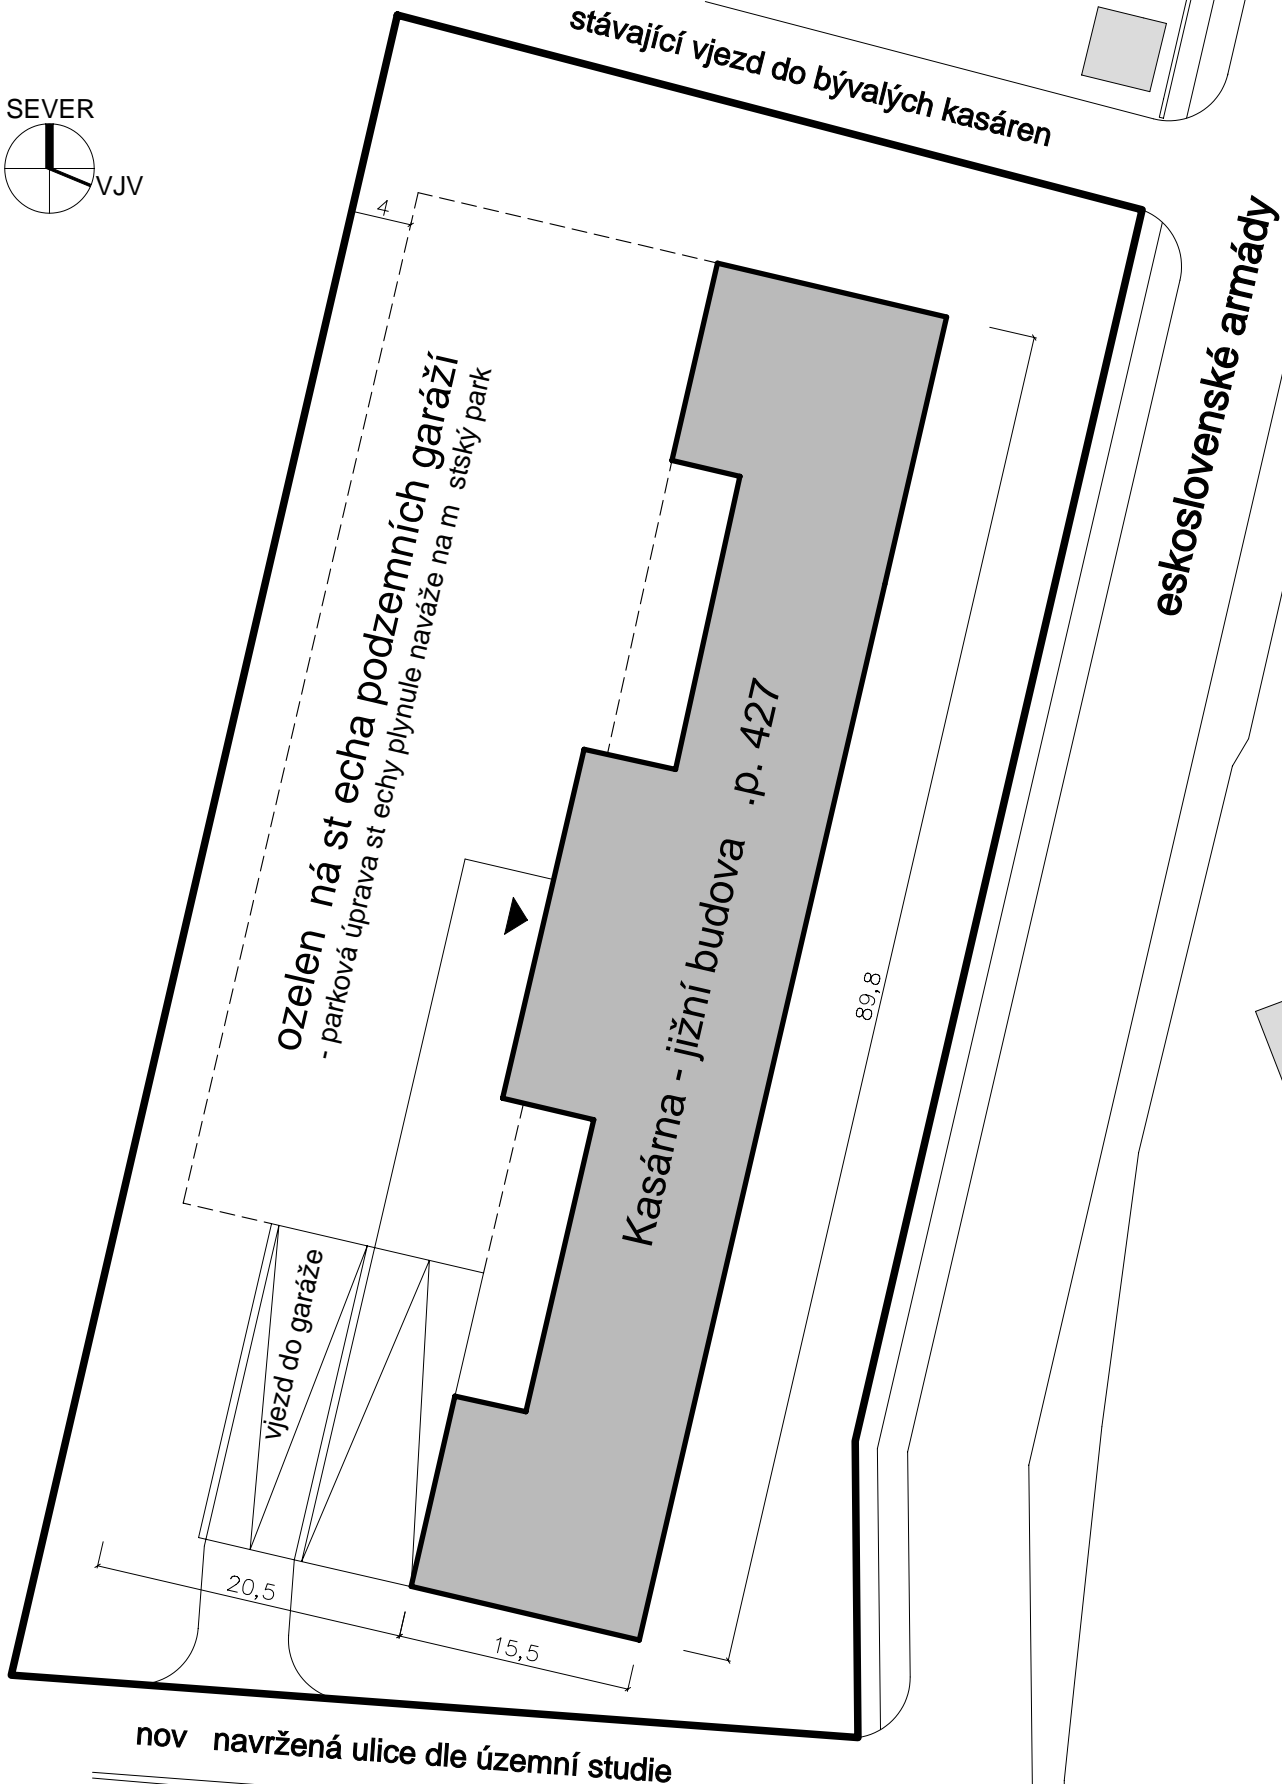 stávající vjezd do bývalých kasáren
SEVER
VJV
4
eskoslovenské armády
ozelen ná st echa podzemních garáží
- parková úprava st echy plynule naváže na m stský park
Kasárna - jižní budova .p. 427
89,8
vjezd do garáže
20,5
15,5
nov navržená ulice dle územní studie